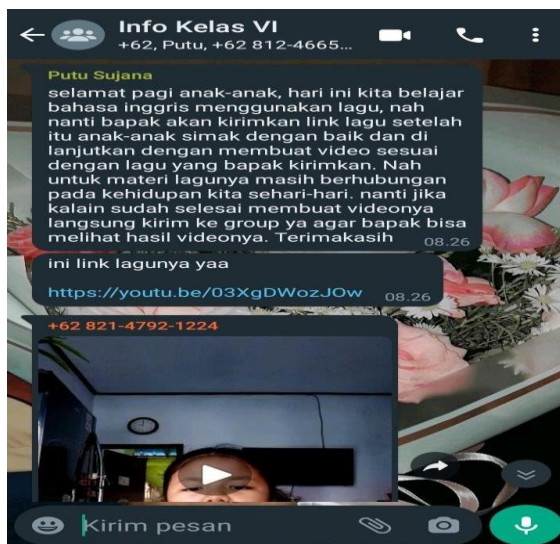 Info Kelas VI
+62, Putu, +62 812-4665...
Putu Sujana
selamat pagi anak-anak, hari ini kita belajar
bahasa inggris menggunakan lagu, nah
nanti bapak akan kirimkan link lagu setelah
itu anak-anak simak dengan baik dan di
lanjutkan dengan membuat video sesuai
dengan lagu yang bapak kirimkan. Nah
untuk materi lagunya masih berhubungan
pada kehidupan kita sehari-hari. nanti jika
kalain sudah selesai membuat videonya
langsung kirim ke group ya agar bapak bisa
melihat hasil videonya. Terimakasih
08.26
ini link lagunya yaa
https://youtu.be/03XgDWozJOw 08.26
+62 821-4792-1224
Kirim pesan